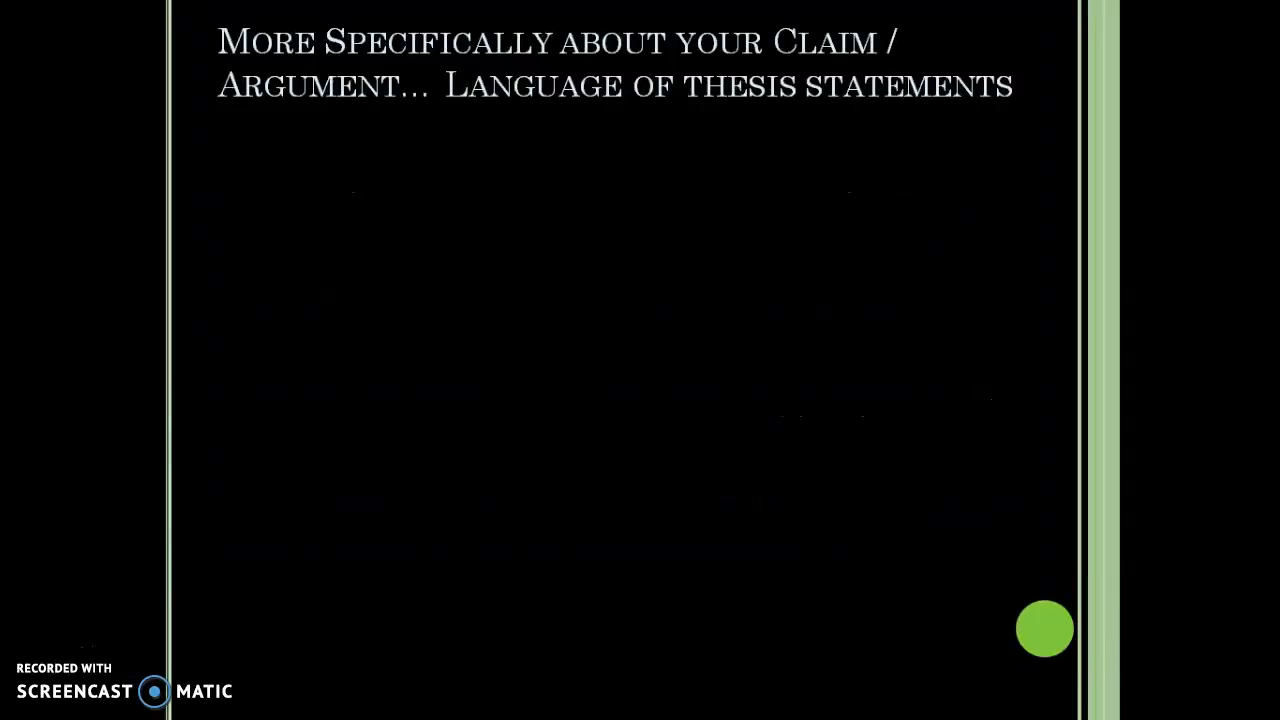 More Specifically about your Claim /
Argument… Language of thesis statements
RECORDED WITH
SCREENCAST MATIC